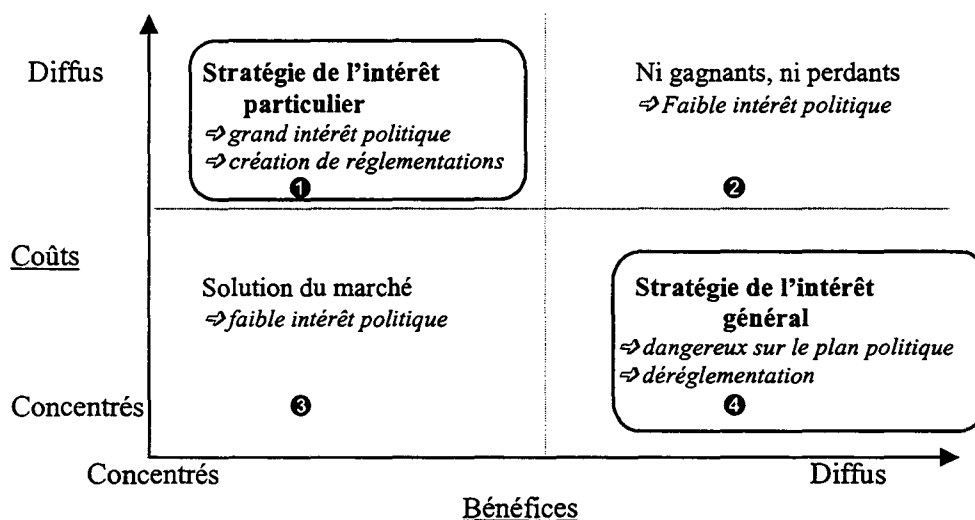 Diffus
Stratégie de l'intérêt
particulier
⇨ grand intérêt politique
⇨ création de réglementations
❶
Ni gagnants, ni perdants
⇨ Faible intérêt politique
❷
Coûts
Solution du marché
⇨ faible intérêt politique
❸
Stratégie de l'intérêt
général
⇨ dangereux sur le plan politique
⇨ déréglementation
❹
Concentrés
Concentrés
Diffus
Bénéfices